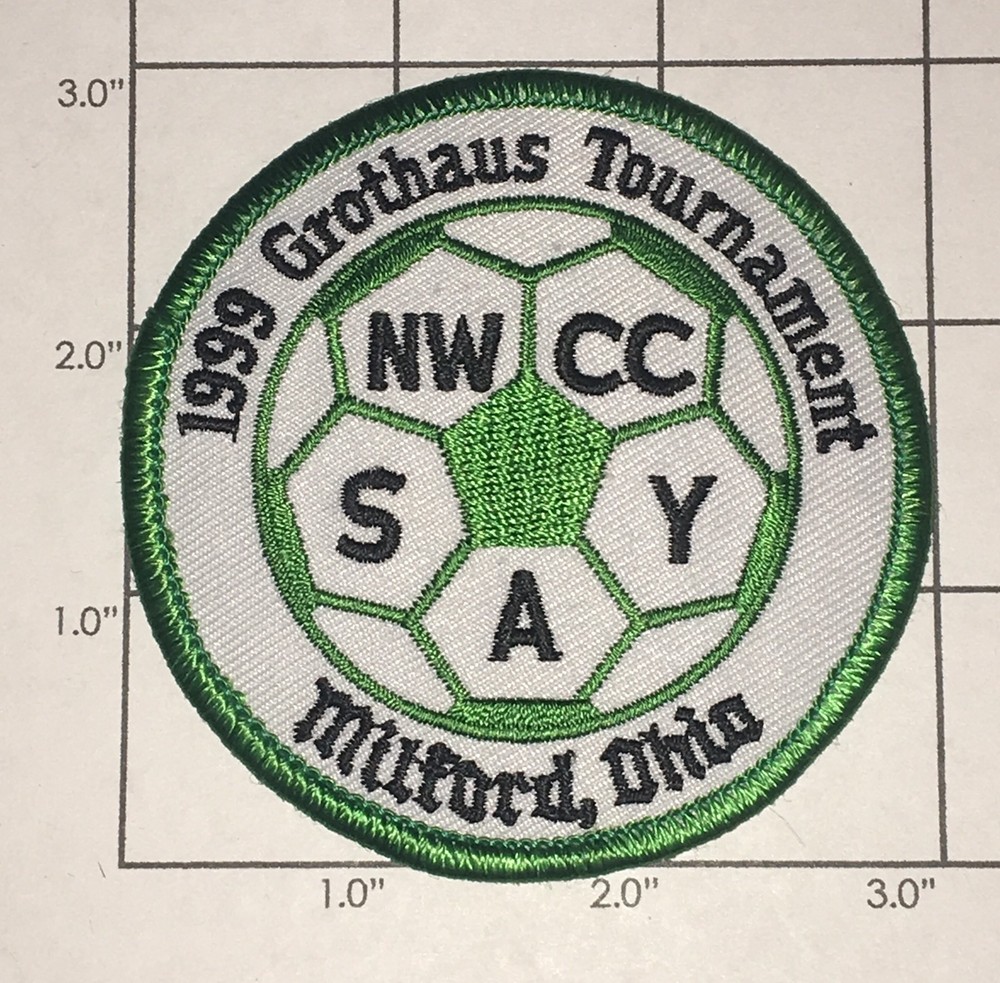 3.0"
1999 Grothaus Tournament
NW CC
2.0"
S Y
A
1.0"
Milford, Ohio
1.0" 2.0" 3.0"